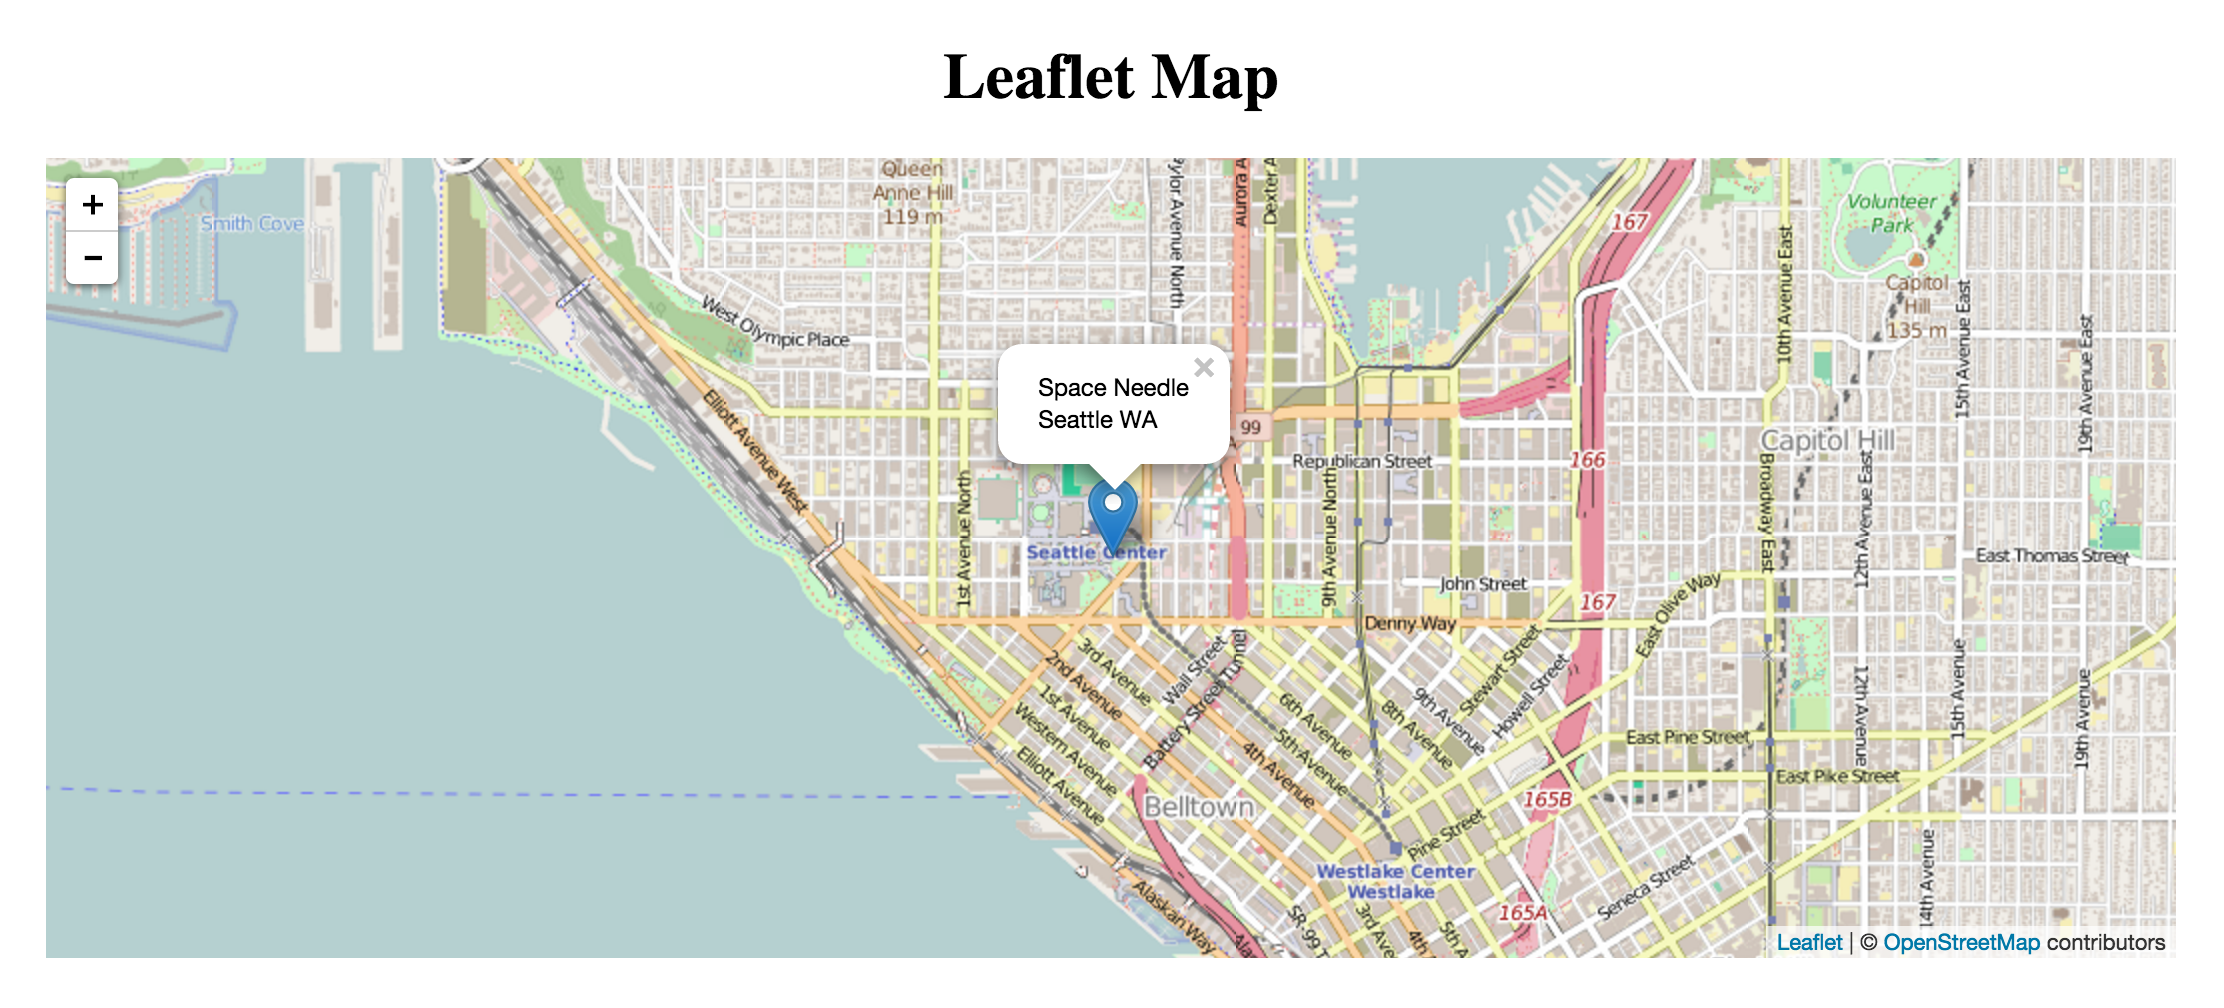 Leaflet Map
+
−
Smith Cove
Queen
Anne Hill
119 m
ylor Avenue North
Aurora A
Dexter A
167
Volunteer
Park
10th Avenue East
Capitol
Hill
135 m
15th Avenue East
19th Avenue East
West Olympic Place
×
Space Needle
Seattle WA
Elliott Avenue West
99
Republican Street
166
Capitol Hill
Broadway East
12th Avenue East
1st Avenue North
9th Avenue North
Seattle Center
John Street
East Thomas Street
167
East Olive Way
Denny Way
3rd Avenue
2nd Avenue
1st Avenue
Western Avenue
Elliott Avenue
Wall Street
Battery Street Tunnel
6th Avenue
5th Avenue
4th Avenue
8th Avenue
9th Avenue
Stewart Street
Howell Street
East Pine Street
East Pike Street
12th Avenue
15th Avenue
19th Avenue
165B
Belltown
Pine Street
Westlake Center
Westlake
Seneca Street
14th Avenue
165A
Alaskan Way
Alas
SR-99 T
3rd Ave
4th
5th A
Leaflet | © OpenStreetMap contributors